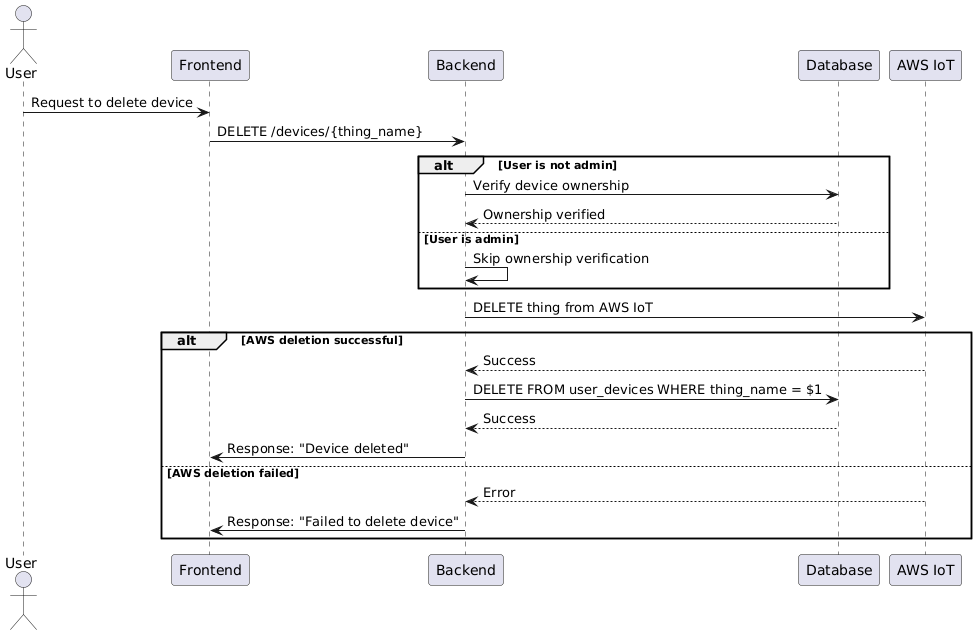 User
Frontend
Backend
Database
AWS IoT
Request to delete device
DELETE /devices/{thing_name}
alt
[User is not admin]
Verify device ownership
Ownership verified
[User is admin]
Skip ownership verification
DELETE thing from AWS IoT
alt
[AWS deletion successful]
Success
DELETE FROM user_devices WHERE thing_name = $1
Success
Response: "Device deleted"
[AWS deletion failed]
Error
Response: "Failed to delete device"
User
Frontend
Backend
Database
AWS IoT